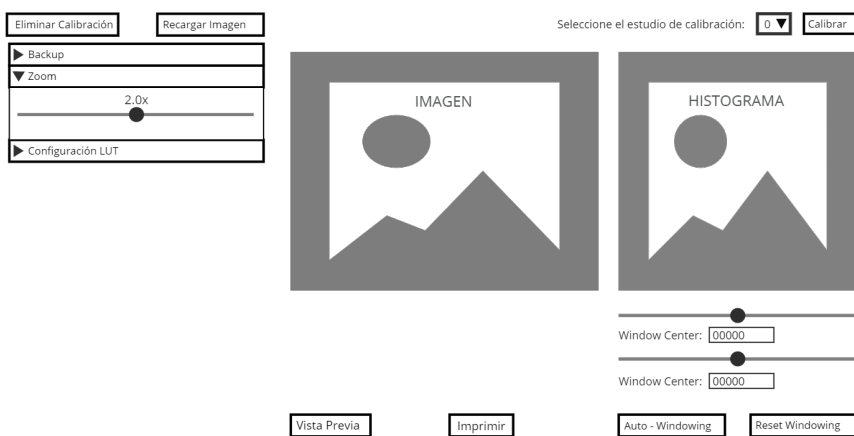 Eliminar Calibración
Recargar Imagen
Seleccione el estudio de calibración:
0
Calibrar
Backup
Zoom
2.0x
Configuración LUT
IMAGEN
HISTOGRAMA
Window Center:
00000
Window Center:
00000
Vista Previa
Imprimir
Auto - Windowing
Reset Windowing